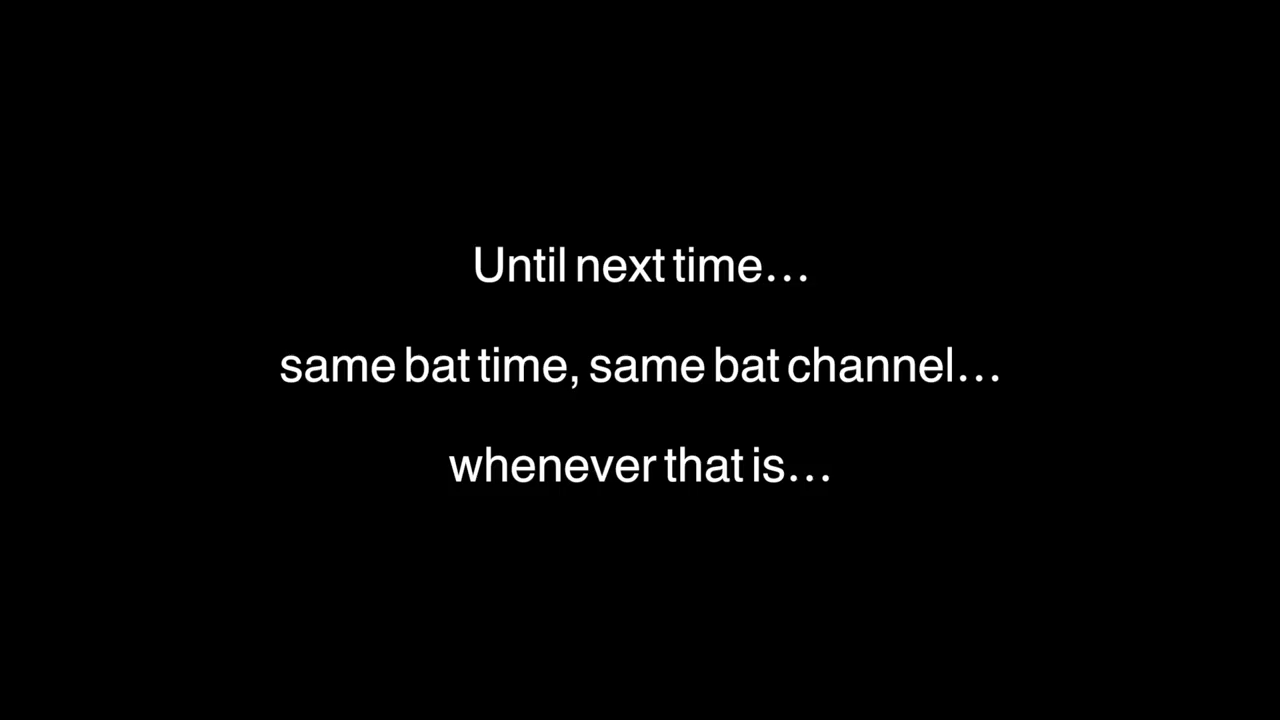 Until next time...
same bat time, same bat channel...
whenever that is...